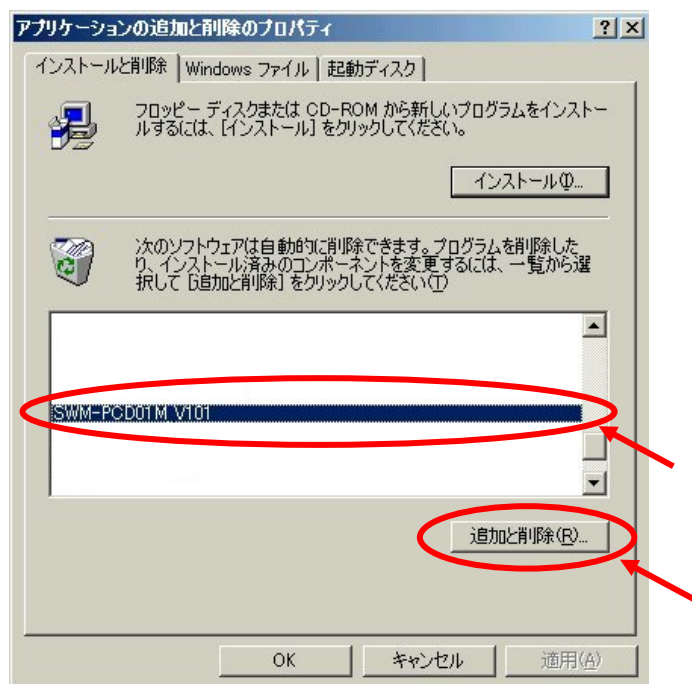 アプリケーションの追加と削除のプロパティ
インストールと削除 Windows ファイル 起動ディスク
フロッピー ディスクまたは CD-ROM から新しいプログラムをインストー
ルするには、[インストール] をクリックしてください。
インストール(I)...
次のソフトウェアは自動的に削除できます。プログラムを削除した
り、インストール済みのコンポーネントを変更するには、一覧から選
択して [追加と削除] をクリックしてください(T)
SWM-PCD01M V101
追加と削除(R)...
OK キャンセル 適用(A)